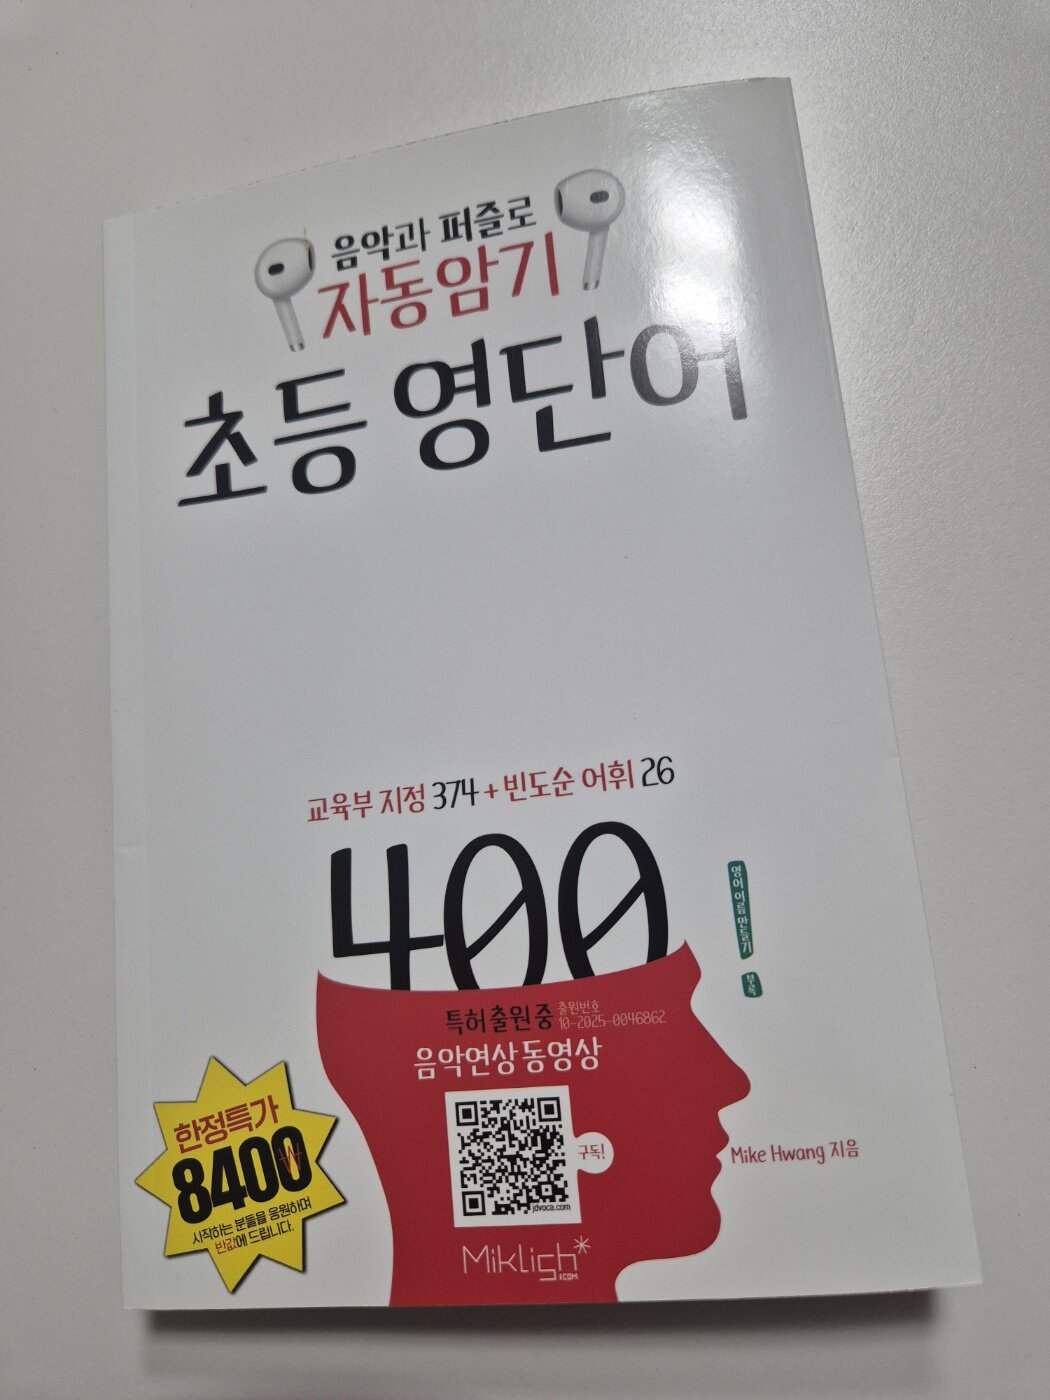 음악과 퍼즐로
자동암기
초등 영단어
교육부 지정 374 + 빈도순 어휘 26
400
영어 이름 만들기
부록
특허출원 중 출원번호
10-2025-0046862
음악연상 동영상
구독!
jdvoca.com
Miklish*
.COM
Mike Hwang 지음
한정특가
8400₩
시작하는 분들을 응원하며
반값에 드립니다.